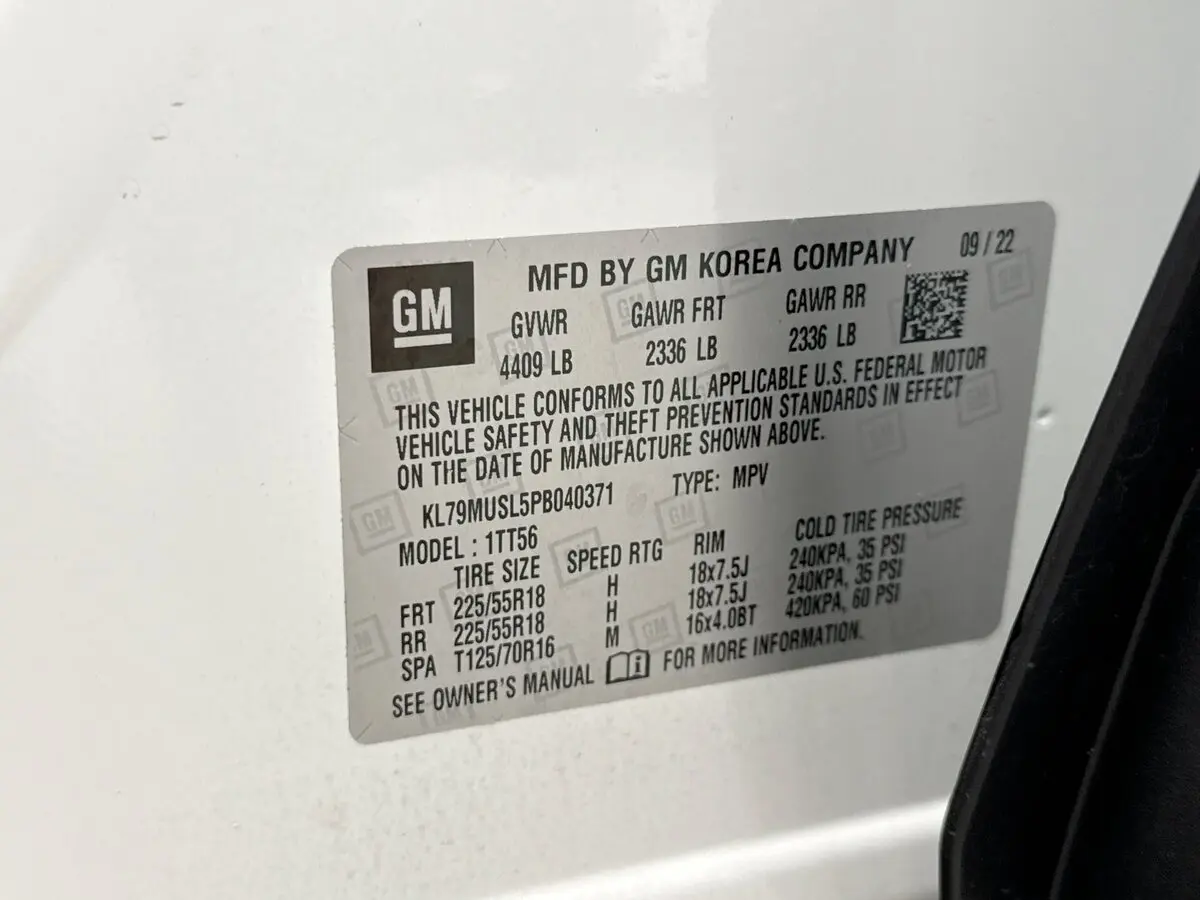 GM
MFD BY GM KOREA COMPANY 09 / 22
GVWR GAWR FRT GAWR RR
4409 LB 2336 LB 2336 LB
THIS VEHICLE CONFORMS TO ALL APPLICABLE U.S. FEDERAL MOTOR
VEHICLE SAFETY AND THEFT PREVENTION STANDARDS IN EFFECT
ON THE DATE OF MANUFACTURE SHOWN ABOVE.
KL79MUSL5PB040371 TYPE: MPV
MODEL : 1TT56
TIRE SIZE SPEED RTG RIM COLD TIRE PRESSURE
FRT 225/55R18 H 18x7.5J 240KPA, 35 PSI
RR 225/55R18 H 18x7.5J 240KPA, 35 PSI
SPA T125/70R16 M 16x4.0BT 420KPA, 60 PSI
SEE OWNER'S MANUAL FOR MORE INFORMATION.